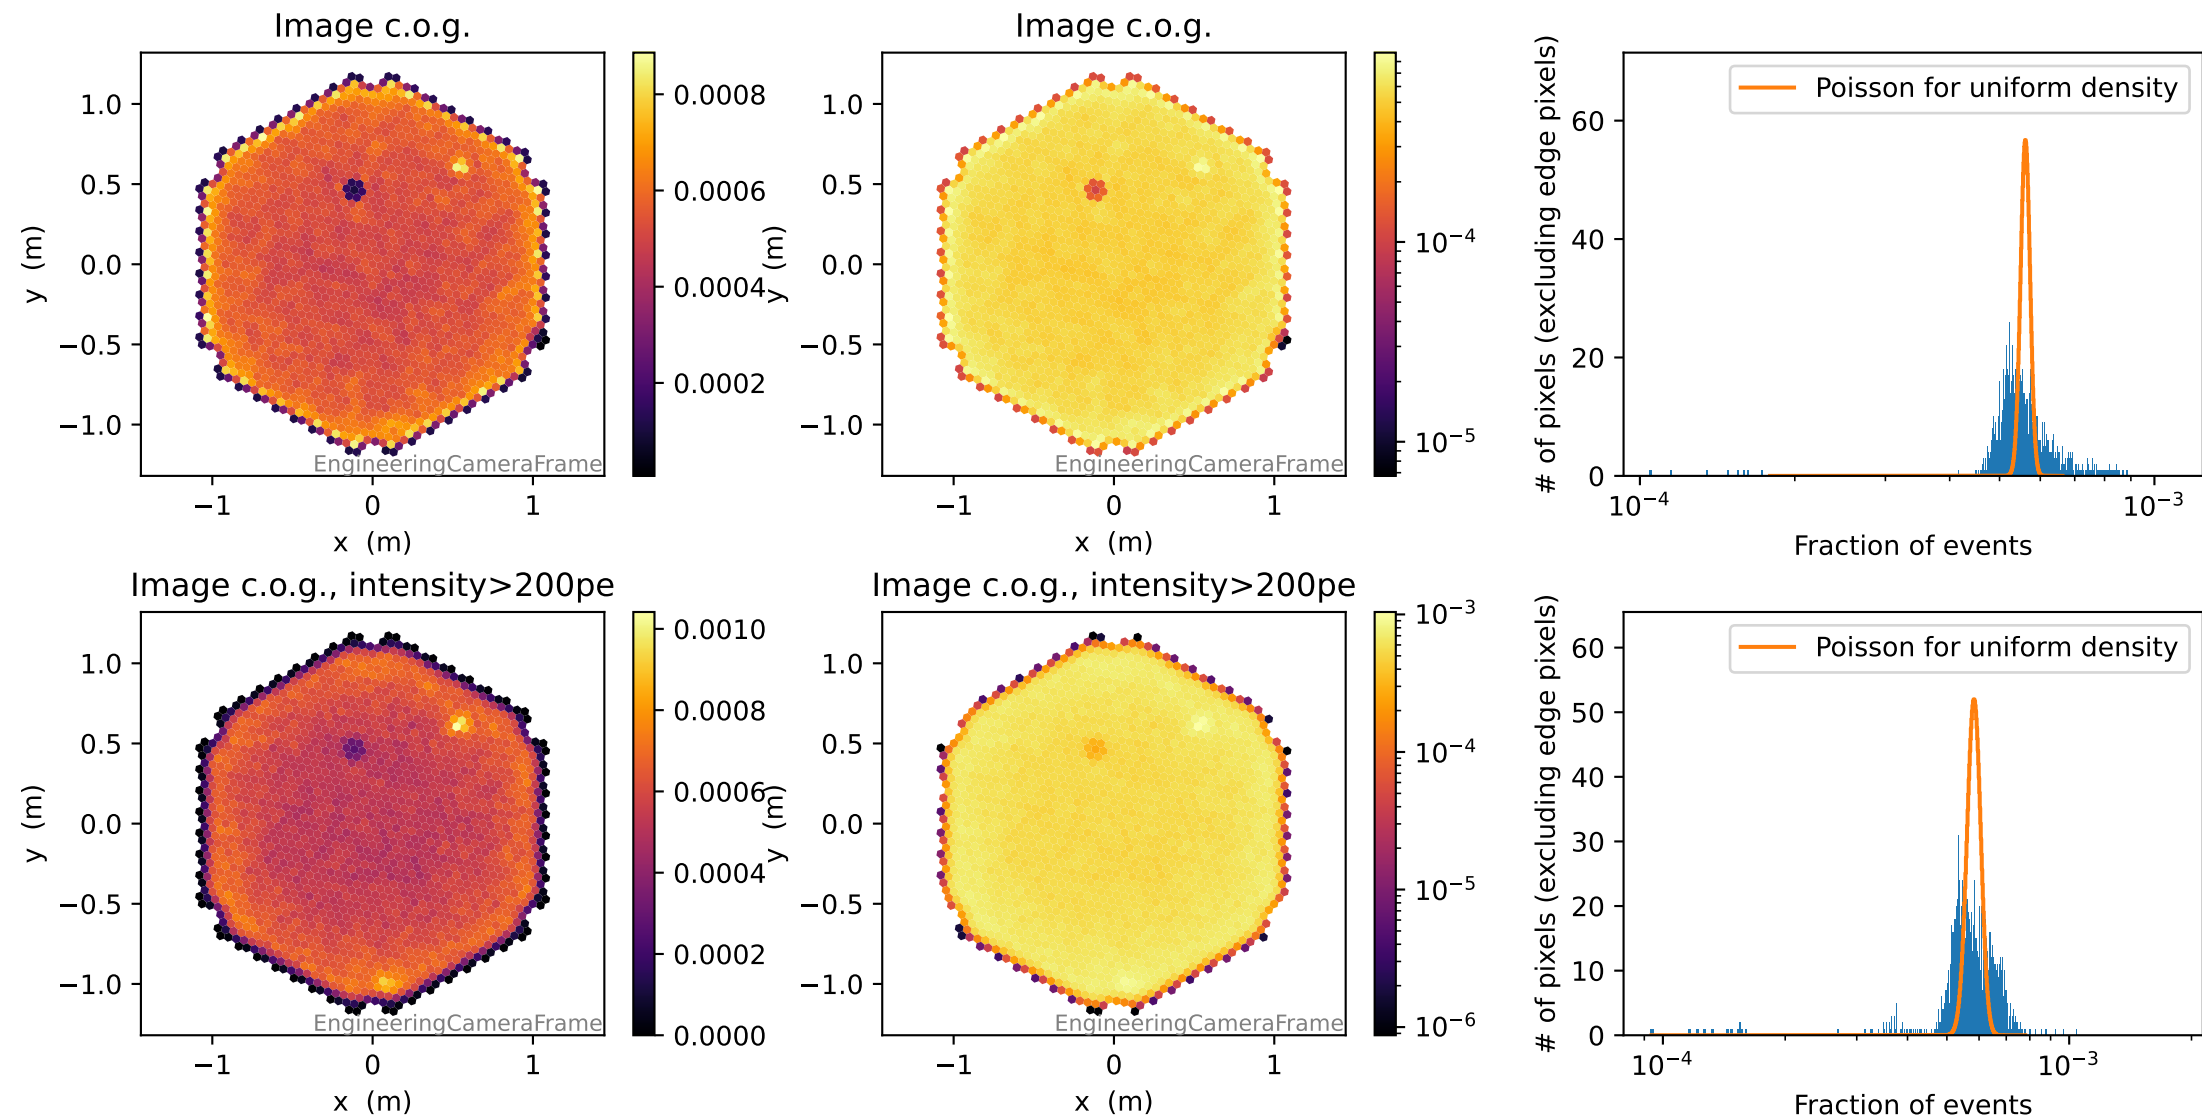 Image c.o.g.
1.0
0.5
0.0
−0.5
−1.0
y (m)
−1
0
1
x (m)
EngineeringCameraFrame
0.0008
0.0006
0.0004
0.0002
Image c.o.g.
1.0
0.5
0.0
−0.5
−1.0
y (m)
−1
0
1
x (m)
EngineeringCameraFrame
10⁻⁴
10⁻⁵
# of pixels (excluding edge pixels)
60
40
20
0
Poisson for uniform density
10⁻⁴
10⁻³
Fraction of events
Image c.o.g., intensity>200pe
1.0
0.5
0.0
−0.5
−1.0
y (m)
−1
0
1
x (m)
EngineeringCameraFrame
0.0010
0.0008
0.0006
0.0004
0.0002
0.0000
Image c.o.g., intensity>200pe
1.0
0.5
0.0
−0.5
−1.0
y (m)
−1
0
1
x (m)
EngineeringCameraFrame
10⁻³
10⁻⁴
10⁻⁵
10⁻⁶
# of pixels (excluding edge pixels)
60
50
40
30
20
10
0
Poisson for uniform density
10⁻⁴
10⁻³
Fraction of events